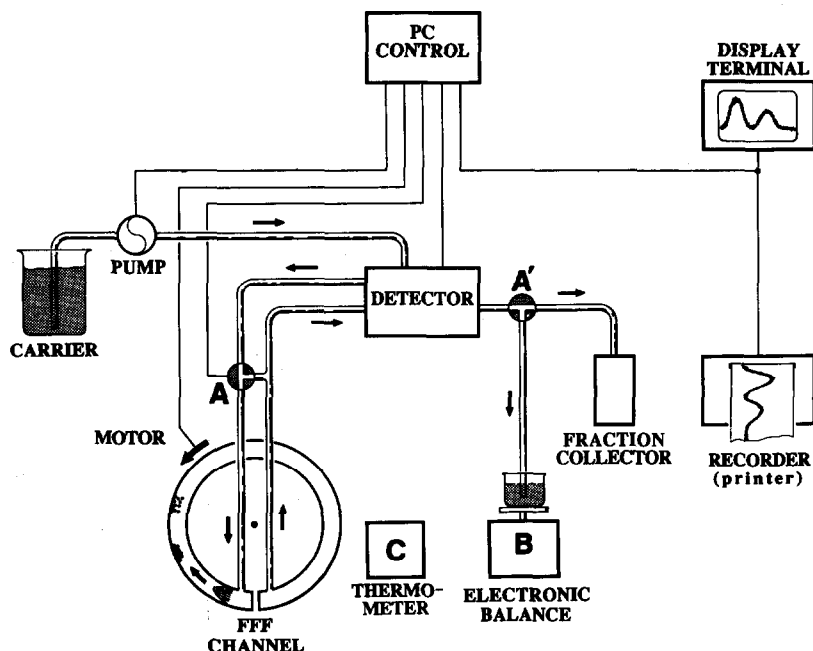 PC
CONTROL
DISPLAY
TERMINAL
PUMP
CARRIER
DETECTOR
A'
A
MOTOR
FRACTION
COLLECTOR
RECORDER
(printer)
C
B
THERMO-
METER
ELECTRONIC
BALANCE
FFF
CHANNEL